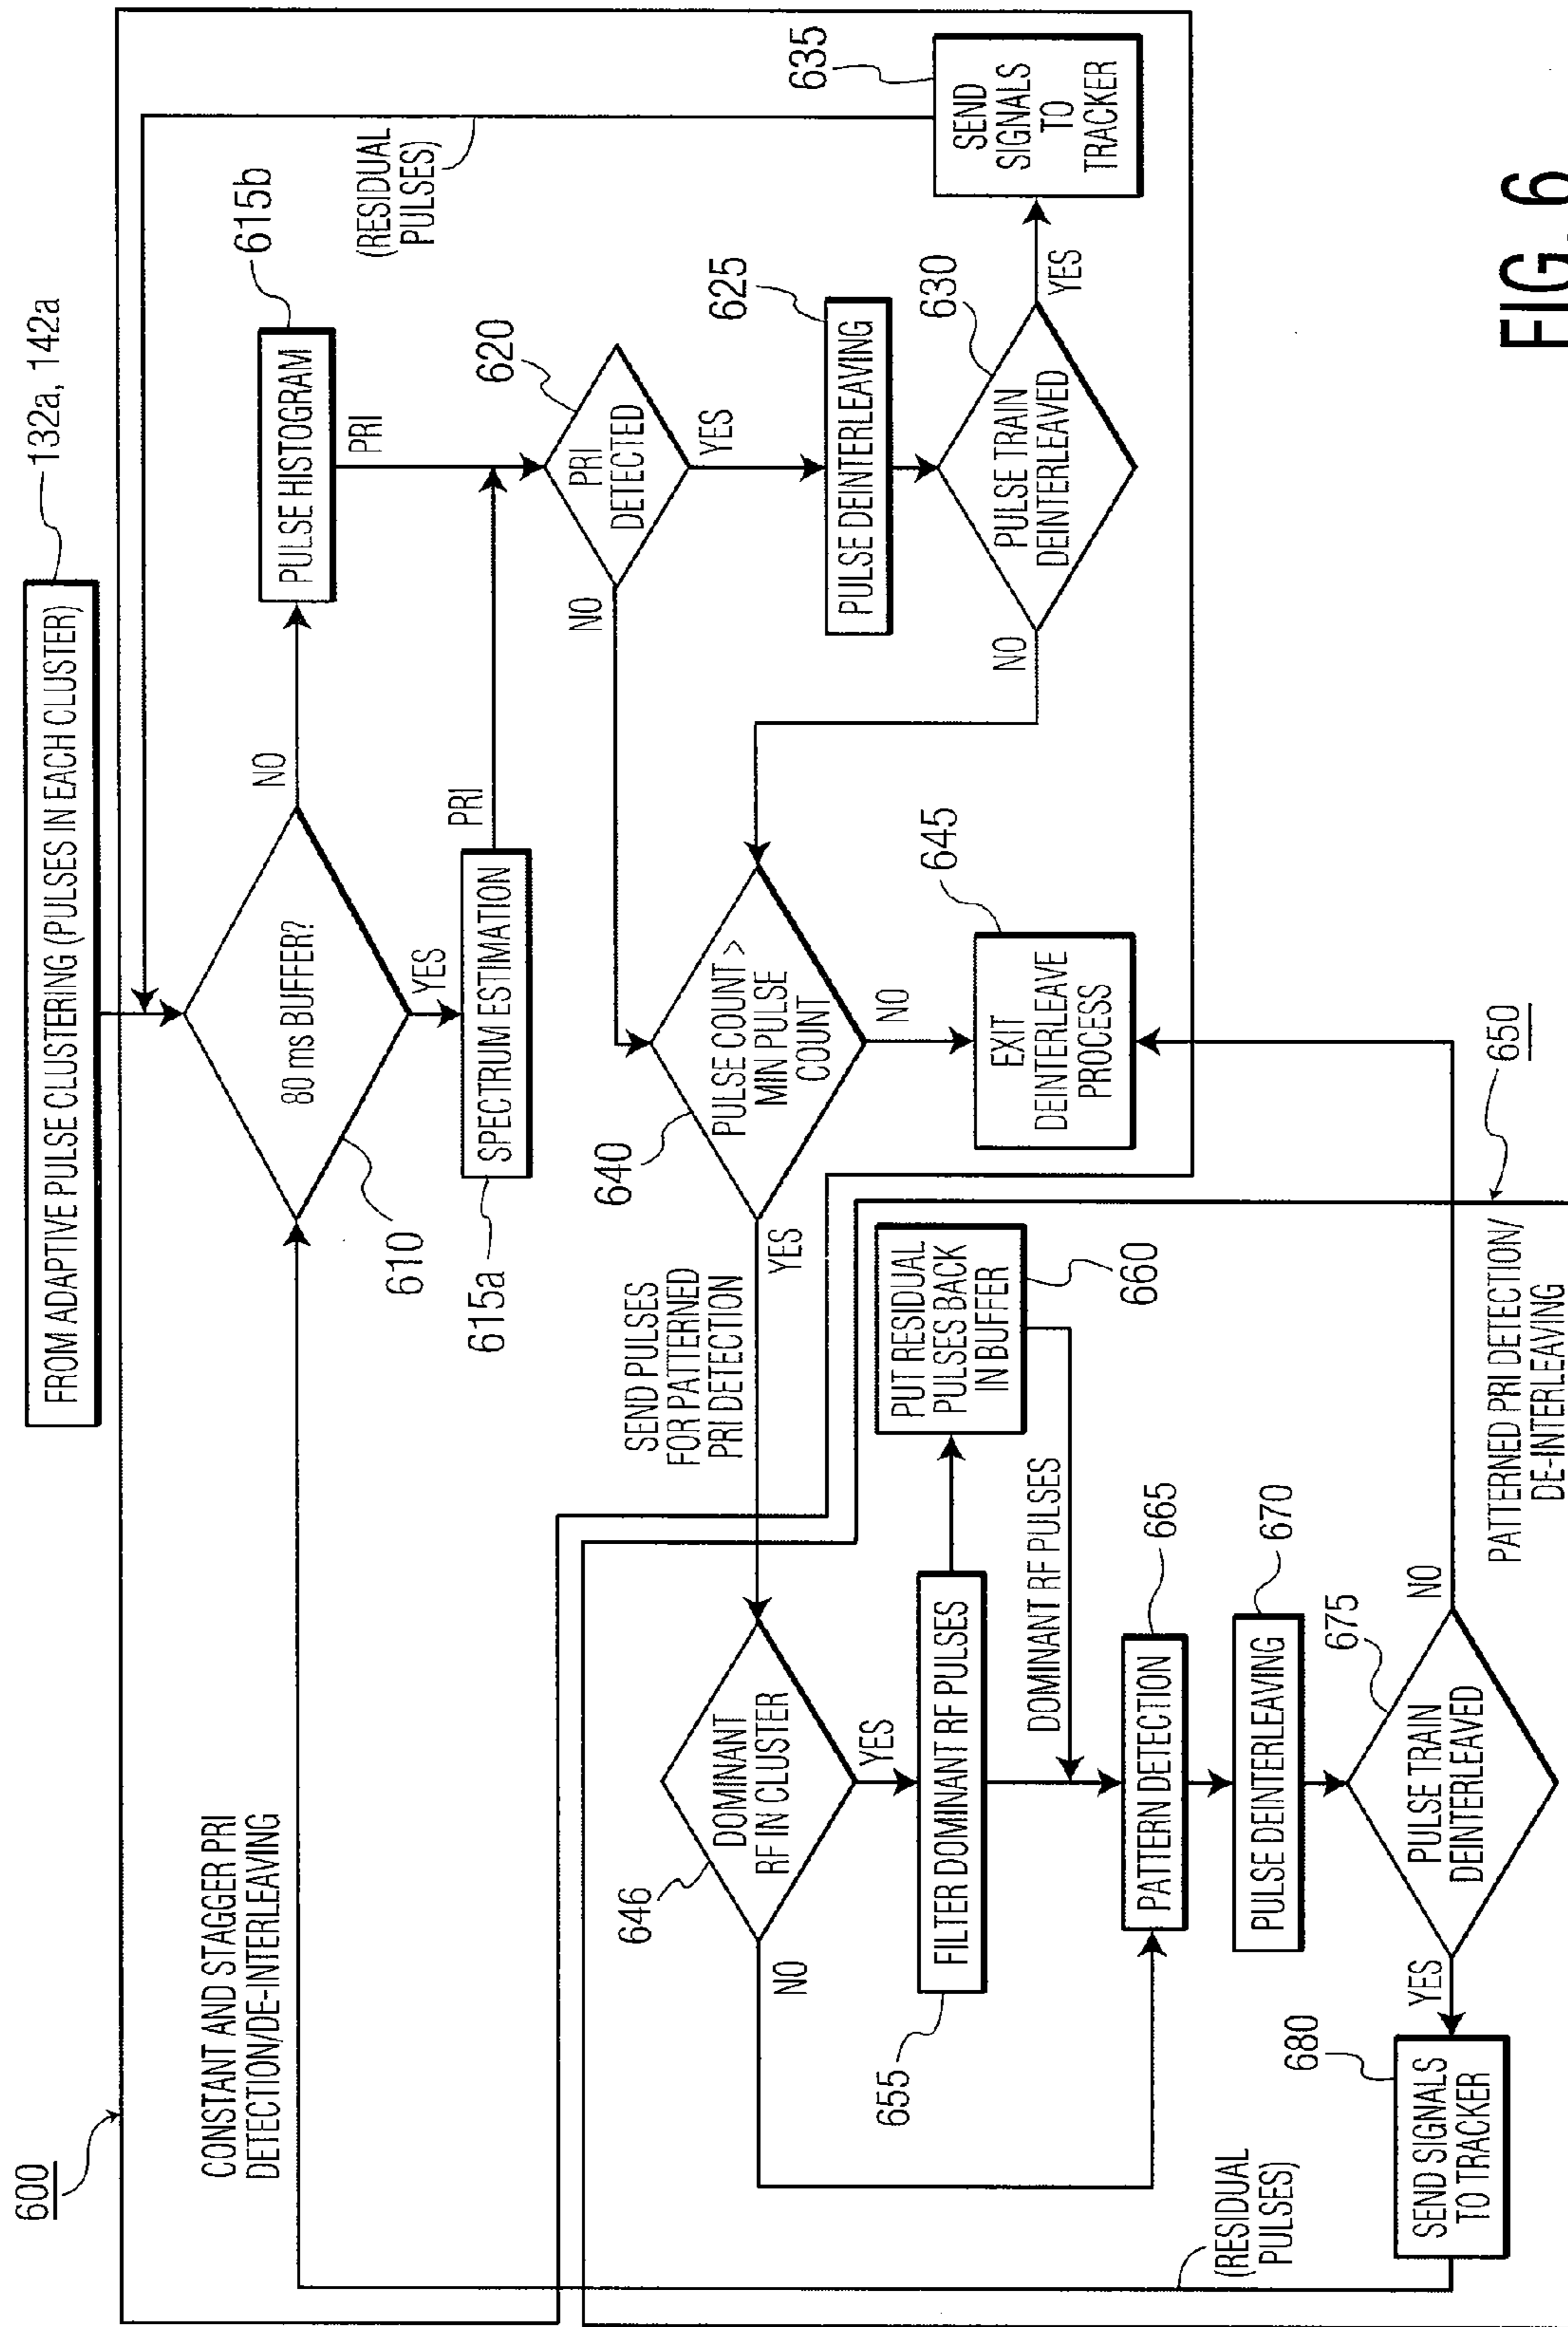 600
FROM ADAPTIVE PULSE CLUSTERING (PULSES IN EACH CLUSTER)
132a, 142a
CONSTANT AND STAGGER PRI
DETECTION/DE-INTERLEAVING
80 ms BUFFER?
610
NO
YES
PULSE HISTOGRAM
615b
PRI
(RESIDUAL
PULSES)
SPECTRUM ESTIMATION
615a
PRI
PRI
DETECTED
620
NO
YES
PULSE DEINTERLEAVING
625
PULSE TRAIN
DEINTERLEAVED
630
NO
YES
SEND
SIGNALS
TO
TRACKER
635
PULSE COUNT >
MIN PULSE
COUNT
640
YES
NO
EXIT
DEINTERLEAVE
PROCESS
645
SEND PULSES
FOR PATTERNED
PRI DETECTION
DOMINANT
RF IN CLUSTER
646
NO
YES
FILTER DOMINANT RF PULSES
655
PUT RESIDUAL
PULSES BACK
IN BUFFER
660
DOMINANT RF PULSES
PATTERN DETECTION
665
PULSE DEINTERLEAVING
670
PULSE TRAIN
DEINTERLEAVED
675
YES
NO
SEND SIGNALS
TO TRACKER
680
(RESIDUAL
PULSES)
650
PATTERNED PRI DETECTION/
DE-INTERLEAVING
FIG. 6